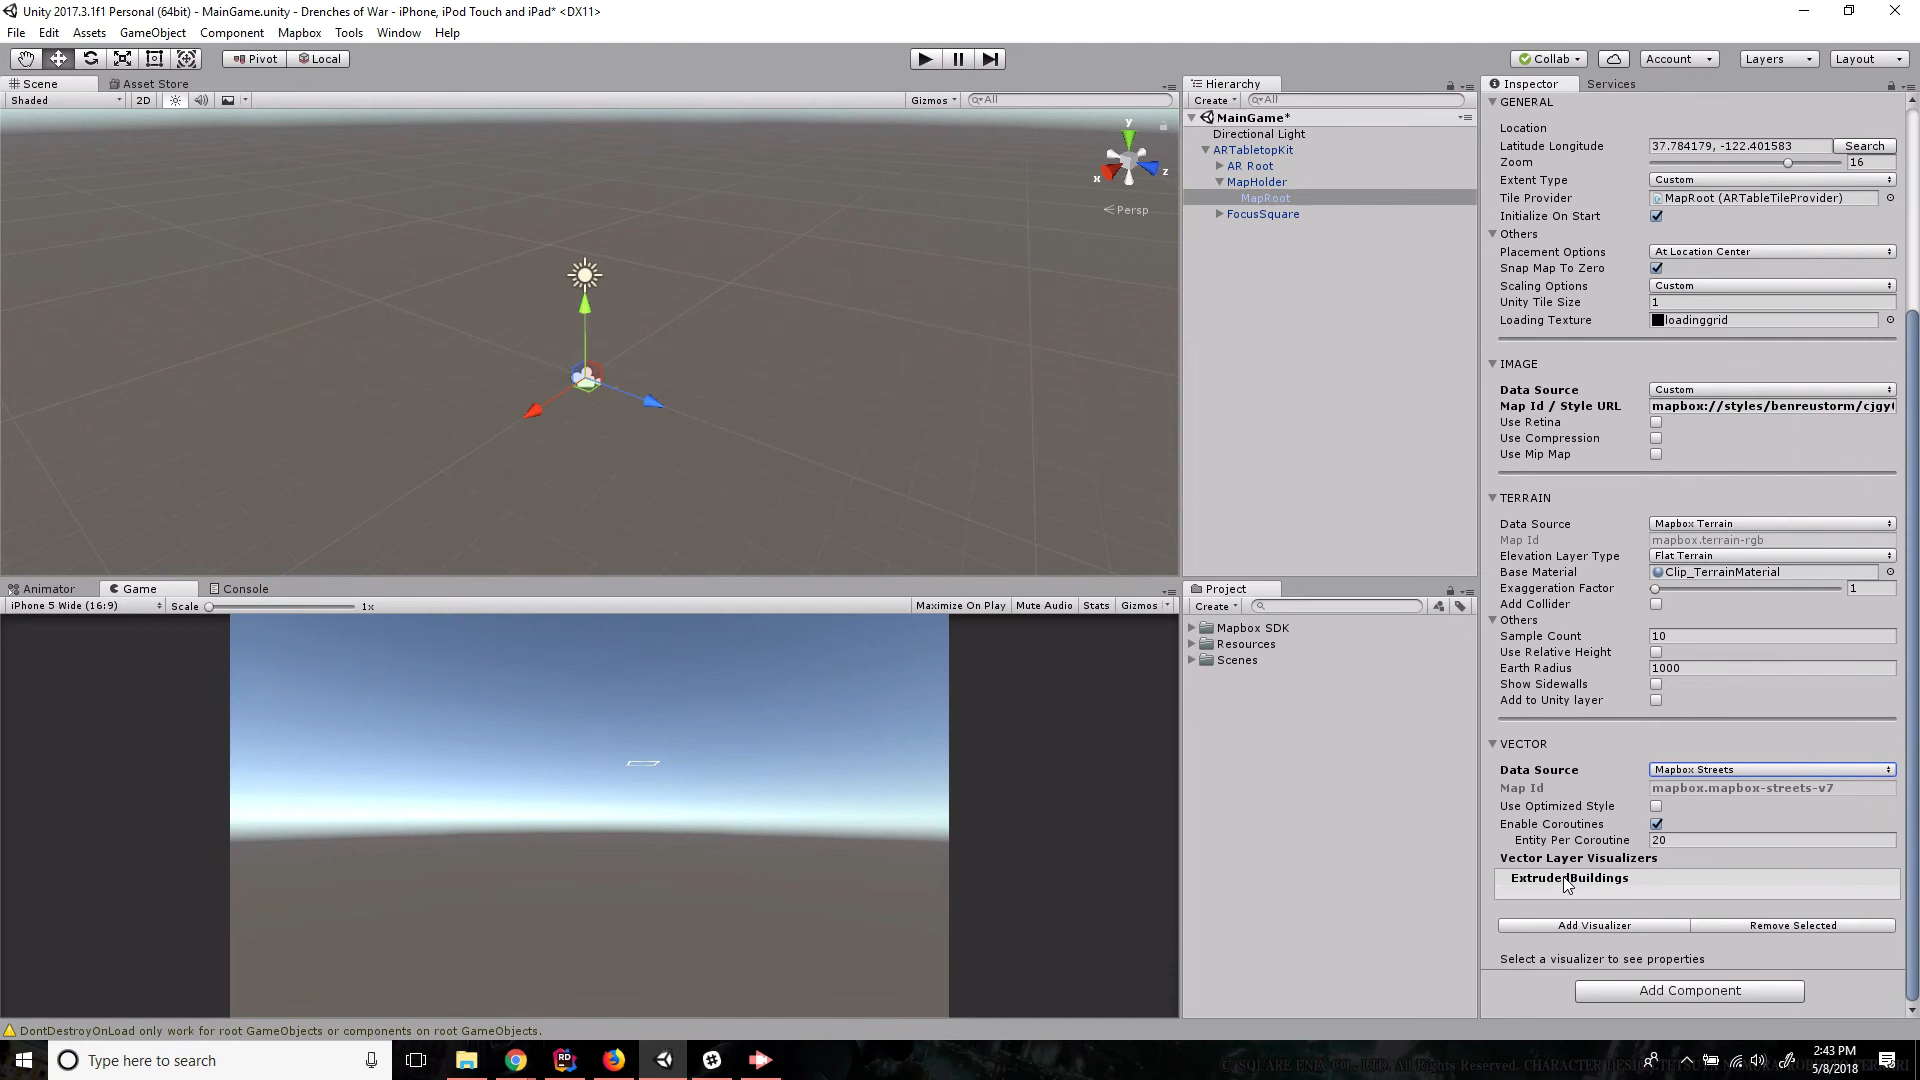 Unity 2017.3.1f1 Personal (64bit) - MainGame.unity - Drenches of War - iPhone, iPod Touch and iPad* <DX11>
File Edit Assets GameObject Component Mapbox Tools Window Help
Pivot Local Collab Account Layers Layout
Scene Asset Store
Shaded 2D Gizmos All
y
x z
Persp
Animator Game Console
iPhone 5 Wide (16:9) Scale 1x Maximize On Play Mute Audio Stats Gizmos
Hierarchy
Create All
MainGame*
Directional Light
ARTabletopKit
AR Root
MapHolder
MapRoot
FocusSquare
Project
Create
Mapbox SDK
Resources
Scenes
Inspector Services
GENERAL
Location
Latitude Longitude 37.784179, -122.401583 Search
Zoom 16
Extent Type Custom
Tile Provider MapRoot (ARTableTileProvider)
Initialize On Start
Others
Placement Options At Location Center
Snap Map To Zero
Scaling Options Custom
Unity Tile Size 1
Loading Texture loadinggrid
IMAGE
Data Source Custom
Map Id / Style URL mapbox://styles/benreustorm/cjgy
Use Retina
Use Compression
Use Mip Map
TERRAIN
Data Source Mapbox Terrain
Map Id mapbox.terrain-rgb
Elevation Layer Type Flat Terrain
Base Material Clip_TerrainMaterial
Exaggeration Factor 1
Add Collider
Others
Sample Count 10
Use Relative Height
Earth Radius 1000
Show Sidewalls
Add to Unity layer
VECTOR
Data Source Mapbox Streets
Map Id mapbox.mapbox-streets-v7
Use Optimized Style
Enable Coroutines
Entity Per Coroutine 20
Vector Layer Visualizers
ExtrudedBuildings
Add Visualizer Remove Selected
Select a visualizer to see properties
Add Component
DontDestroyOnLoad only work for root GameObjects or components on root GameObjects.
Type here to search
RD
2:43 PM
5/8/2018
SQUARE ENIX CO., LTD. All Rights Reserved. CHARACTER DESIGN: